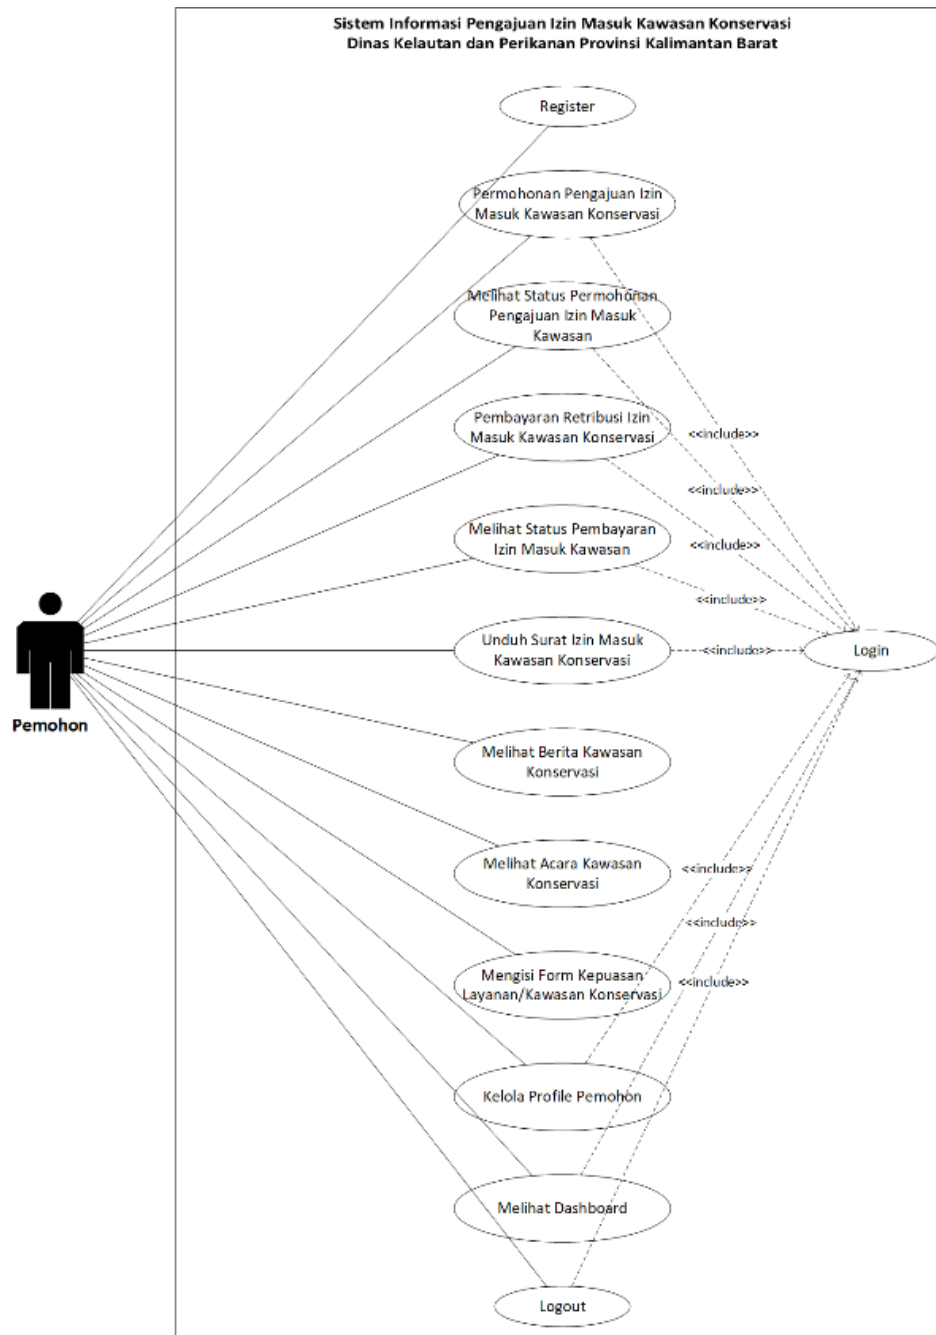 Sistem Informasi Pengajuan Izin Masuk Kawasan Konservasi
Dinas Kelautan dan Perikanan Provinsi Kalimantan Barat
Register
Permohonan Pengajuan Izin
Masuk Kawasan Konservasi
Melihat Status Permohonan
Pengajuan Izin Masuk
Kawasan
Pembayaran Retribusi Izin
Masuk Kawasan Konservasi
<<include>>
<<include>>
Melihat Status Pembayaran
Izin Masuk Kawasan
<<include>>
<<include>>
Unduh Surat Izin Masuk
Kawasan Konservasi
<<include>>
Login
Pemohon
Melihat Berita Kawasan
Konservasi
Melihat Acara Kawasan
Konservasi
<<include>>
<<include>>
Mengisi Form Kepuasan
Layanan/Kawasan Konservasi
<<include>>
Kelola Profile Pemohon
Melihat Dashboard
Logout